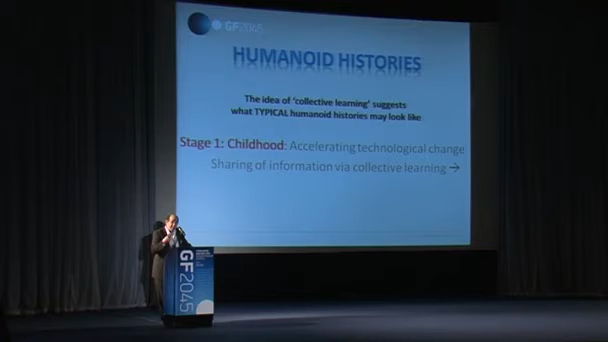 GF2045
HUMANOID HISTORIES
The idea of 'collective learning' suggests
what TYPICAL humanoid histories may look like:
Stage 1: Childhood: Accelerating technological change
Sharing of information via collective learning →
GF2045